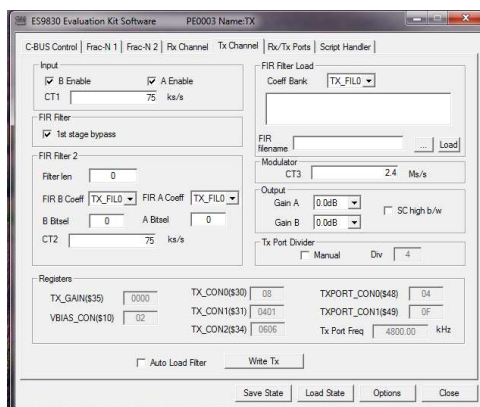 ES9830 Evaluation Kit Software PE0003 Name:TX
C-BUS Control Frac-N 1 Frac-N 2 Rx Channel Tx Channel Rx/Tx Ports Script Handler
Input
B Enable A Enable
CT1 75 ks/s
FIR Filter
1st stage bypass
FIR Filter 2
Filter len 0
FIR B Coeff TX_FIL0 FIR A Coeff TX_FIL0
B Bitsel 0 A Bitsel 0
CT2 75 ks/s
FIR Filter Load
Coeff Bank TX_FIL0
FIR
filename ... Load
Modulator
CT3 2.4 Ms/s
Output
Gain A 0.0dB
SC high b/w
Gain B 0.0dB
Tx Port Divider
Manual Div 4
Registers
TX_GAIN($35) 0000 TX_CON0($30) 08 TXPORT_CON0($48) 04
VBIAS_CON($10) 02 TX_CON1($31) 0401 TXPORT_CON1($49) 0F
TX_CON2($34) 0606 Tx Port Freq 4800.00 kHz
Auto Load Filter Write Tx
Save State Load State Options Close